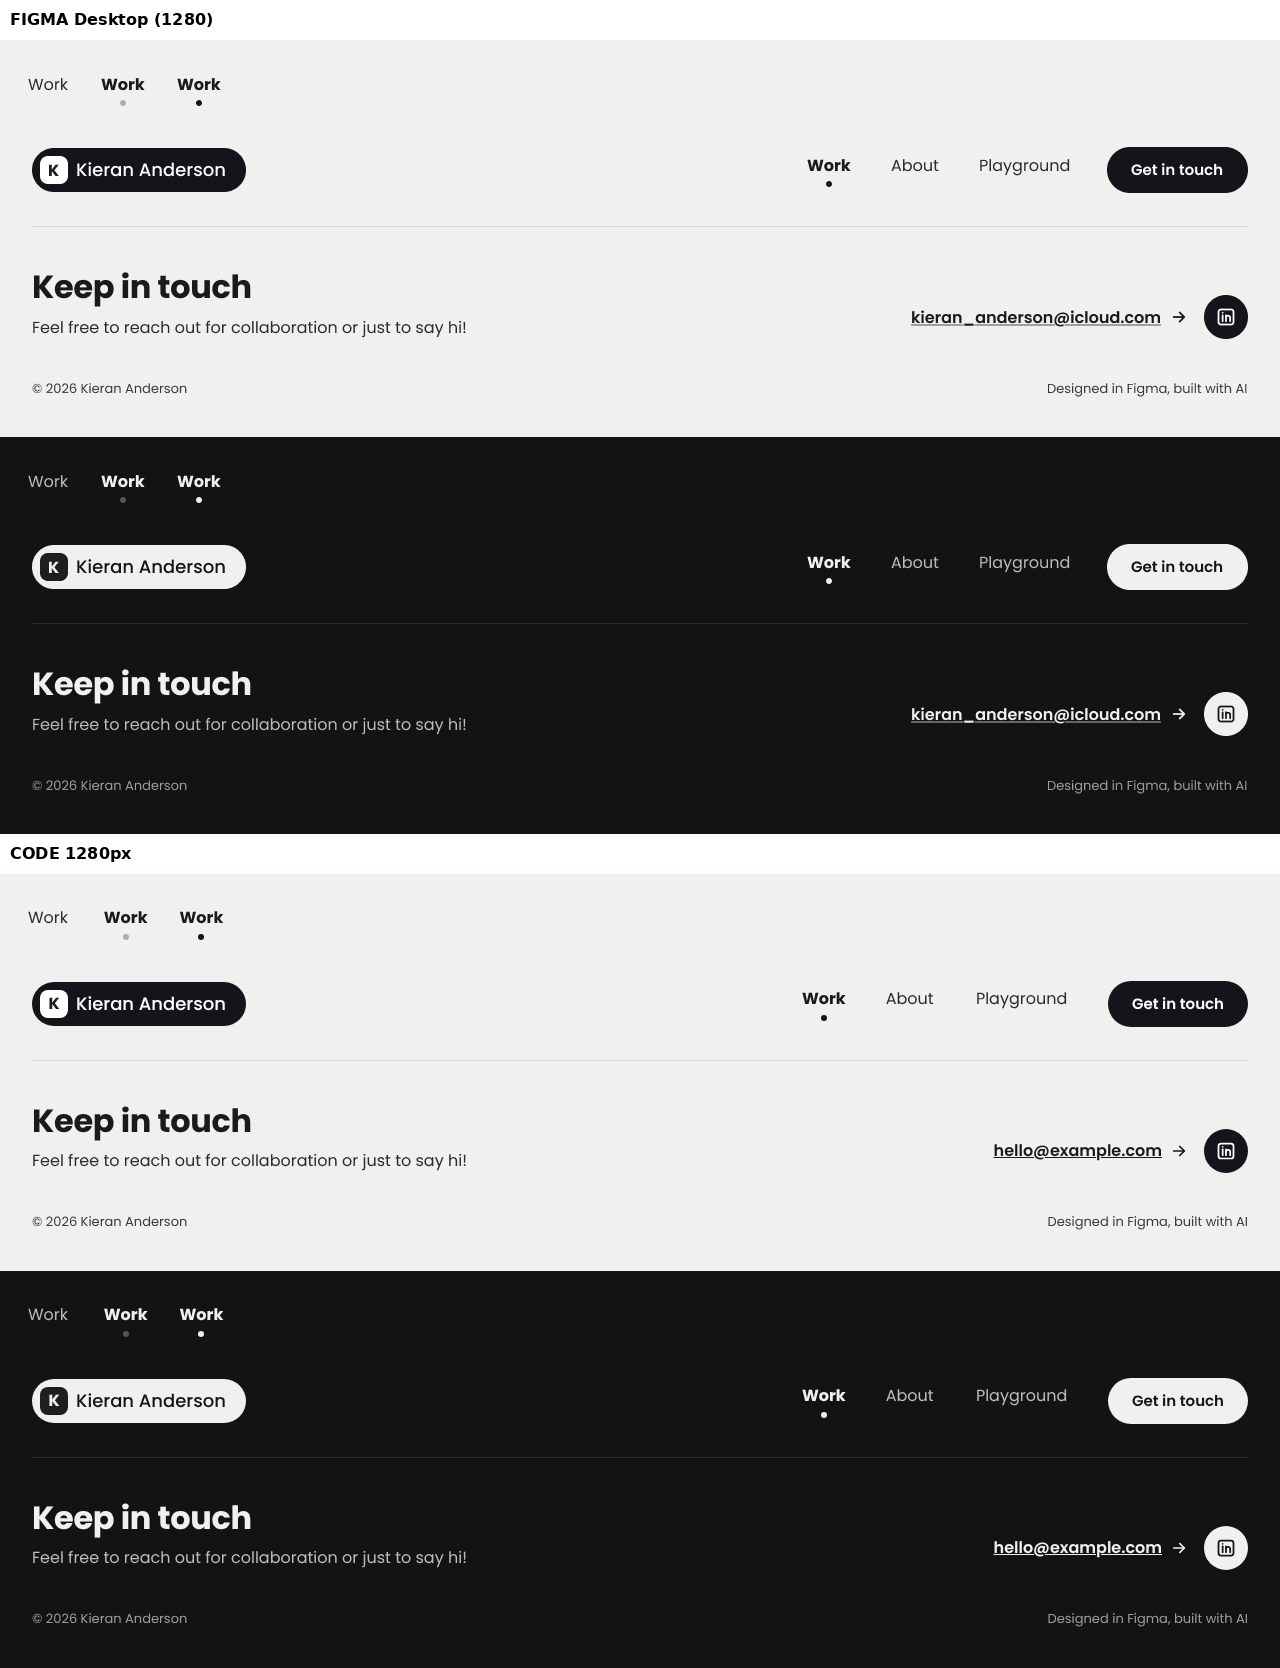 FIGMA Desktop (1280)
Work Work Work
K Kieran Anderson Work About Playground Get in touch
Keep in touch
Feel free to reach out for collaboration or just to say hi!
kieran_anderson@icloud.com → in
© 2026 Kieran Anderson Designed in Figma, built with AI
Work Work Work
K Kieran Anderson Work About Playground Get in touch
Keep in touch
Feel free to reach out for collaboration or just to say hi!
kieran_anderson@icloud.com → in
© 2026 Kieran Anderson Designed in Figma, built with AI
CODE 1280px
Work Work Work
K Kieran Anderson Work About Playground Get in touch
Keep in touch
Feel free to reach out for collaboration or just to say hi!
hello@example.com → in
© 2026 Kieran Anderson Designed in Figma, built with AI
Work Work Work
K Kieran Anderson Work About Playground Get in touch
Keep in touch
Feel free to reach out for collaboration or just to say hi!
hello@example.com → in
© 2026 Kieran Anderson Designed in Figma, built with AI